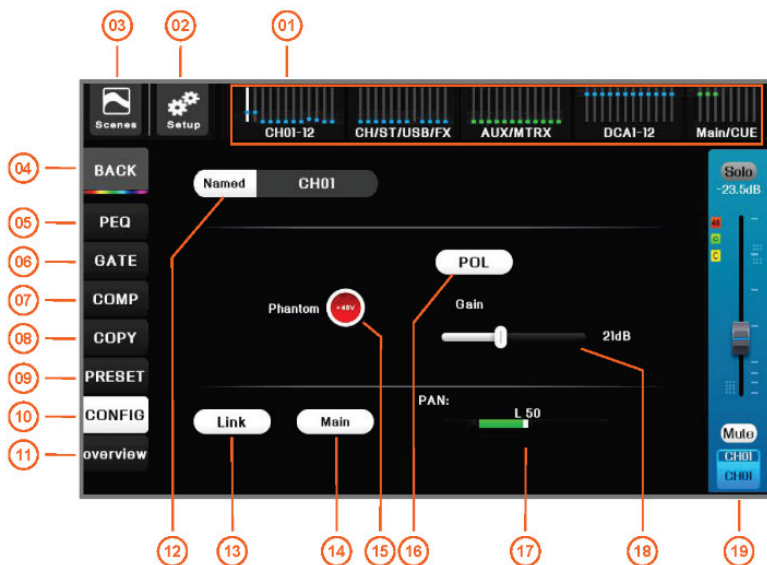 03
02
01
Scenes
Setup
CH01-12
CH/ST/USB/FX
AUX/MTRX
DCA1-12
Main/CUE
04
BACK
Named
CH01
Solo
-23.5dB
05
PEQ
48
G
C
06
GATE
POL
07
COMP
Phantom
+48V
Gain
08
COPY
21dB
09
PRESET
10
CONFIG
PAN:
L 50
Link
Main
11
overview
Mute
CH01
CH01
12
13
14
15
16
17
18
19